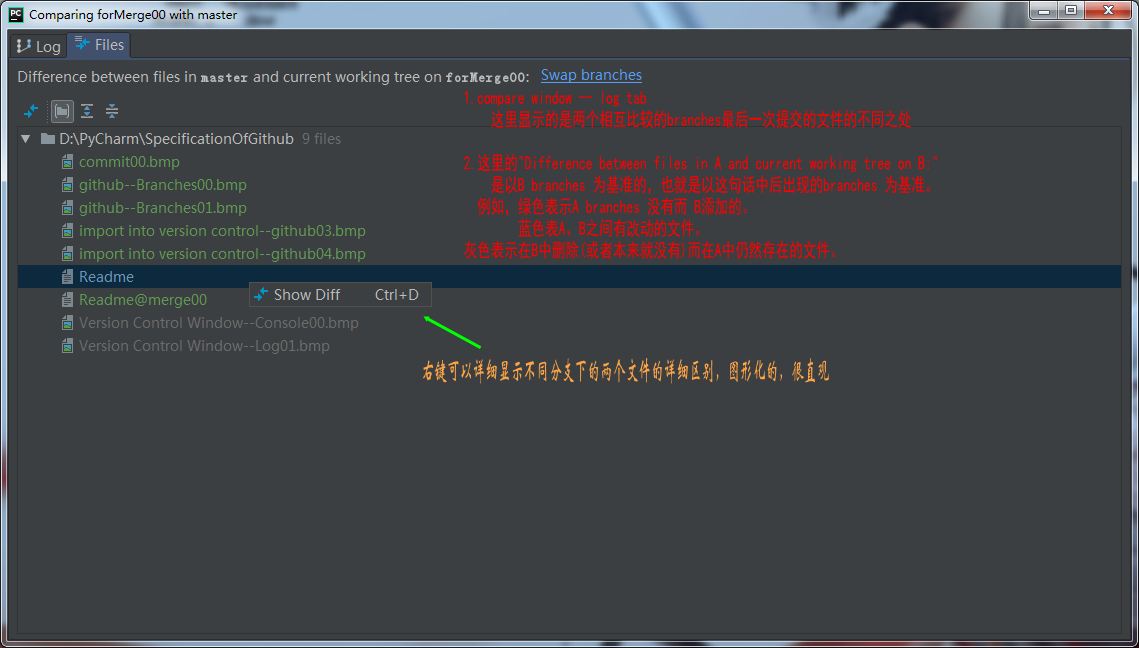 PC Comparing forMerge00 with master
Log Files
Difference between files in master and current working tree on forMerge00: Swap branches
1.compare window — log tab
这里显示的是两个相互比较的branches最后一次提交的文件的不同之处
D:\PyCharm\SpecificationOfGithub 9 files
commit00.bmp
2.这里的"Difference between files in A and current working tree on B:"
github--Branches00.bmp
是以B branches 为基准的，也就是以这句话中后出现的branches 为基准。
github--Branches01.bmp
例如，绿色表示A branches 没有而 B添加的。
import into version control--github03.bmp
蓝色表A，B之间有改动的文件。
import into version control--github04.bmp
灰色表示在B中删除(或者本来就没有)而在A中仍然存在的文件。
Readme
Show Diff Ctrl+D
Readme@merge00
Version Control Window--Console00.bmp
Version Control Window--Log01.bmp
右键可以详细显示不同分支下的两个文件的详细区别，图形化的，很直现